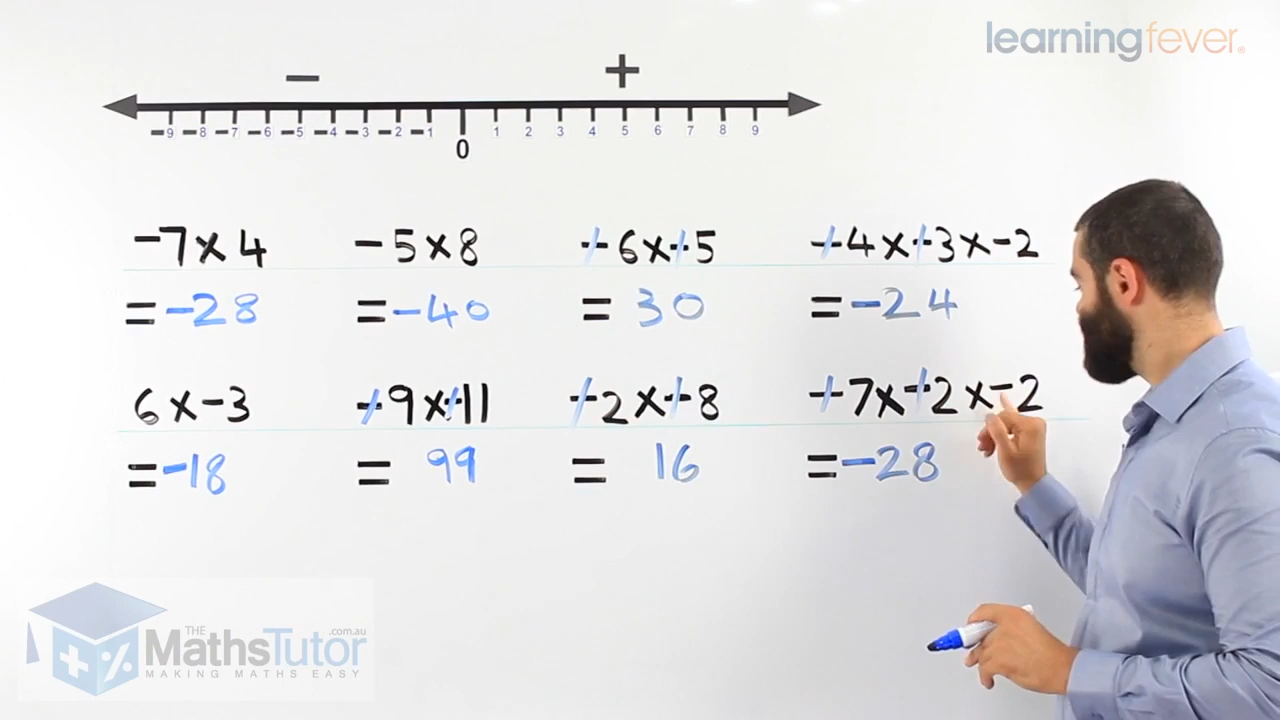 learningfever®
− +
-9 -8 -7 -6 -5 -4 -3 -2 -1 0 1 2 3 4 5 6 7 8 9
-7 x 4 -5 x 8 +6 x +5 +4 x +3 x -2
= -28 = -40 = 30 = -24
6 x -3 +9 x +11 +2 x +8 +7 x +2 x -2
= -18 = 99 = 16 = -28
THE MathsTutor .com.au
MAKING MATHS EASY
+ %